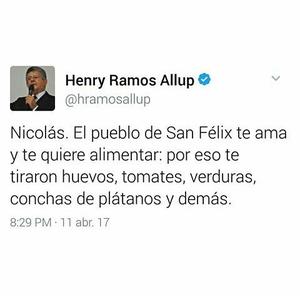 Henry Ramos Allup
@hramosallup
Nicolás. El pueblo de San Félix te ama
y te quiere alimentar: por eso te
tiraron huevos, tomates, verduras,
conchas de plátanos y demás.
8:29 PM · 11 abr. 17